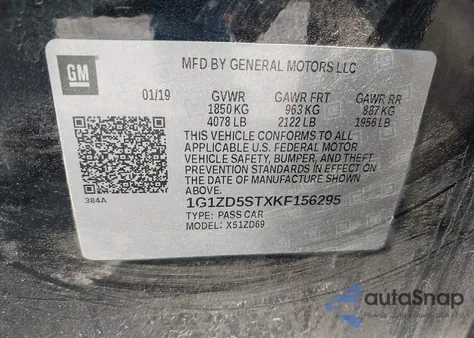 GM
MFD BY GENERAL MOTORS LLC
01/19 GVWR GAWR FRT GAWR RR
1850 KG 963 KG 887 KG
4078 LB 2122 LB 1956 LB
THIS VEHICLE CONFORMS TO ALL
APPLICABLE U.S. FEDERAL MOTOR
VEHICLE SAFETY, BUMPER, AND THEFT
PREVENTION STANDARDS IN EFFECT ON THE
DATE OF MANUFACTURE SHOWN
ABOVE.
384A
1G1ZD5STXKF156295
TYPE: PASS CAR
MODEL: X51ZD69
autoSnap